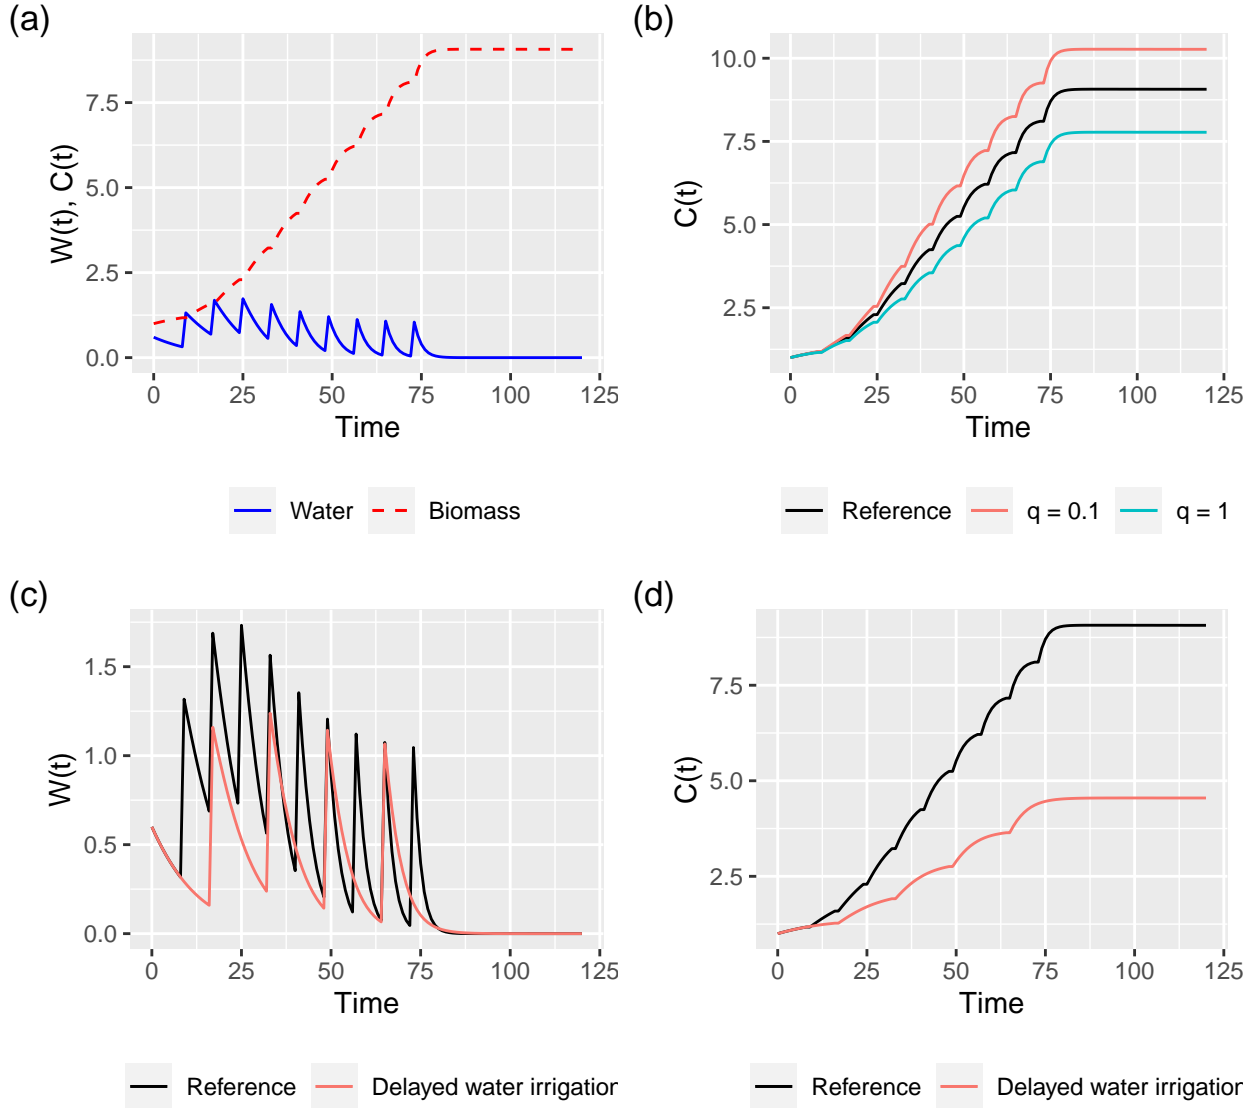 (a)
W(t), C(t)
7.5
5.0
2.5
0.0
0 25 50 75 100 125
Time
Water Biomass
(b)
C(t)
10.0
7.5
5.0
2.5
0 25 50 75 100 125
Time
Reference q = 0.1 q = 1
(c)
W(t)
1.5
1.0
0.5
0.0
0 25 50 75 100 125
Time
Reference Delayed water irrigation
(d)
C(t)
7.5
5.0
2.5
0 25 50 75 100 125
Time
Reference Delayed water irrigation